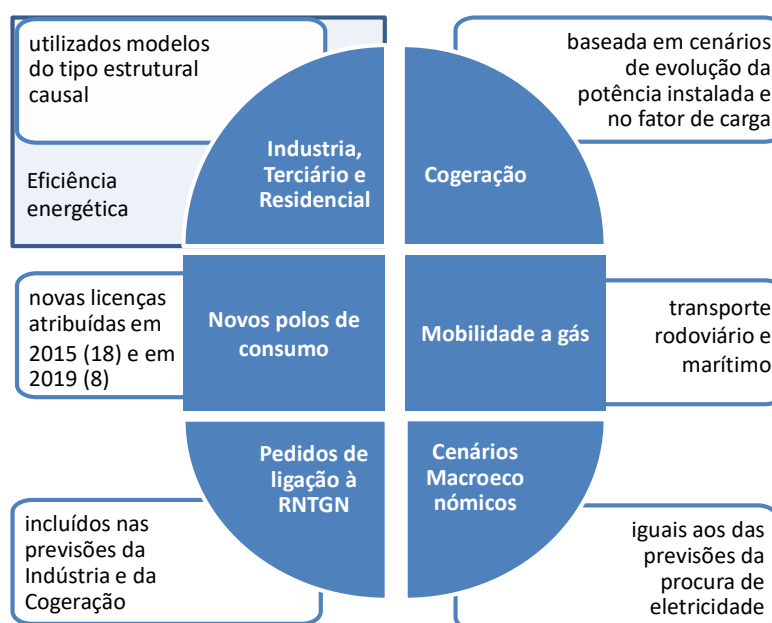 utilizados modelos
do tipo estrutural
causal
Eficiência
energética
Industria,
Terciário e
Residencial
baseada em cenários
de evolução da
potência instalada e
no fator de carga
Cogeração
novas licenças
atribuídas em
2015 (18) e em
2019 (8)
Novos polos de
consumo
Mobilidade a gás
transporte
rodoviário e
marítimo
Pedidos de
ligação à
RNTGN
incluídos nas
previsões da
Indústria e da
Cogeração
Cenários
Macroeco
nómicos
iguais aos das
previsões da
procura de
eletricidade